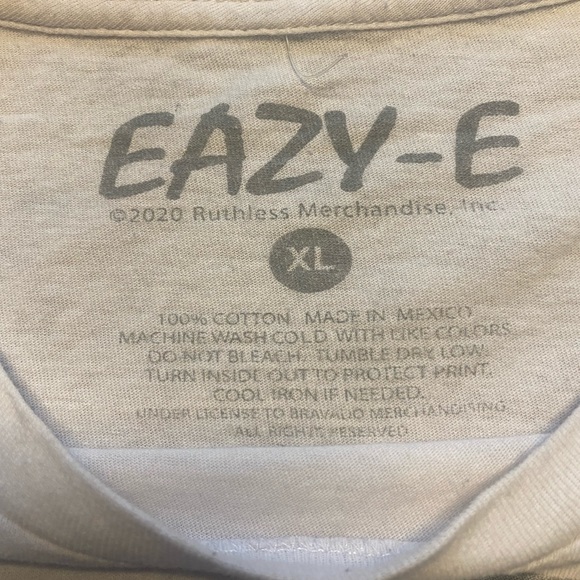 EAZY-E
©2020 Ruthless Merchandise, Inc.
XL
100% COTTON MADE IN MEXICO
MACHINE WASH COLD WITH LIKE COLORS
DO NOT BLEACH. TUMBLE DRY LOW
TURN INSIDE OUT TO PROTECT PRINT.
COOL IRON IF NEEDED.
UNDER LICENSE TO BRAVADO MERCHANDISING
ALL RIGHTS RESERVED